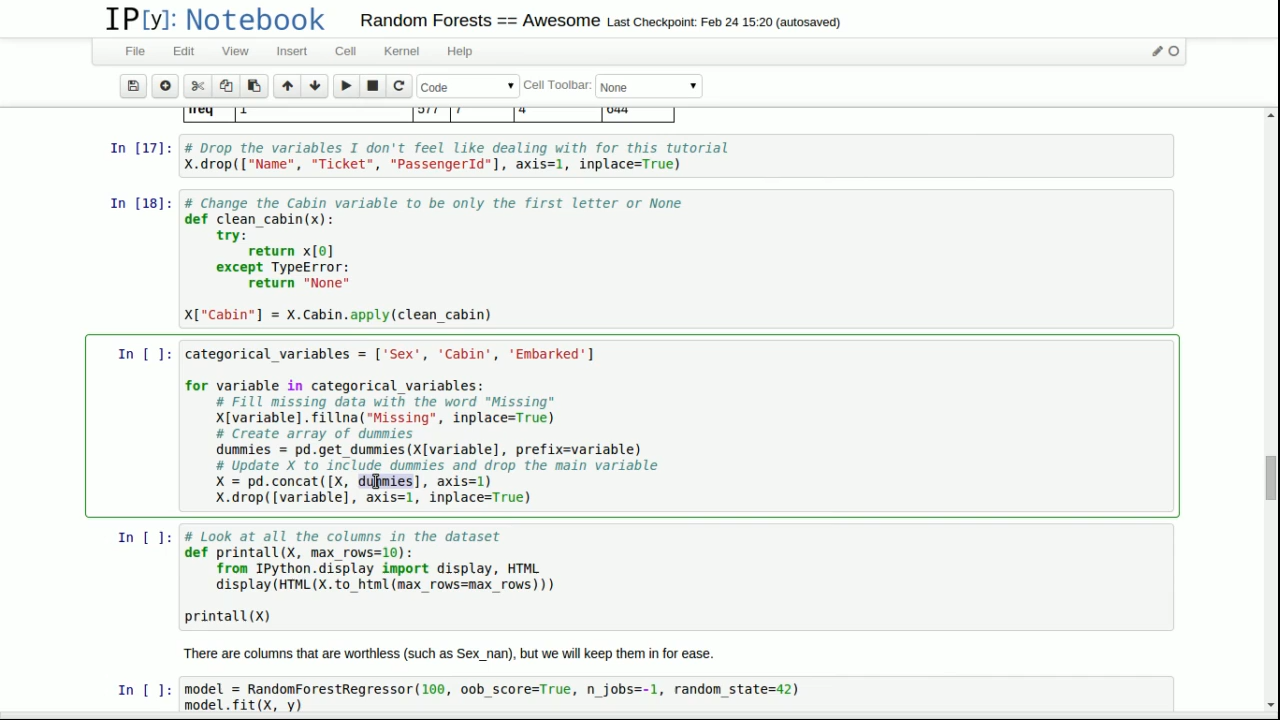 IP[y]: Notebook Random Forests == Awesome Last Checkpoint: Feb 24 15:20 (autosaved)
File Edit View Insert Cell Kernel Help
Code Cell Toolbar: None
freq 1 577 7 4 644
In [17]: # Drop the variables I don't feel like dealing with for this tutorial
X.drop(["Name", "Ticket", "PassengerId"], axis=1, inplace=True)
In [18]: # Change the Cabin variable to be only the first letter or None
def clean_cabin(x):
    try:
        return x[0]
    except TypeError:
        return "None"
X["Cabin"] = X.Cabin.apply(clean_cabin)
In [ ]: categorical_variables = ['Sex', 'Cabin', 'Embarked']
for variable in categorical_variables:
    # Fill missing data with the word "Missing"
    X[variable].fillna("Missing", inplace=True)
    # Create array of dummies
    dummies = pd.get_dummies(X[variable], prefix=variable)
    # Update X to include dummies and drop the main variable
    X = pd.concat([X, dummies], axis=1)
    X.drop([variable], axis=1, inplace=True)
In [ ]: # Look at all the columns in the dataset
def printall(X, max_rows=10):
    from IPython.display import display, HTML
    display(HTML(X.to_html(max_rows=max_rows)))
printall(X)
There are columns that are worthless (such as Sex_nan), but we will keep them in for ease.
In [ ]: model = RandomForestRegressor(100, oob_score=True, n_jobs=-1, random_state=42)
model.fit(X, y)